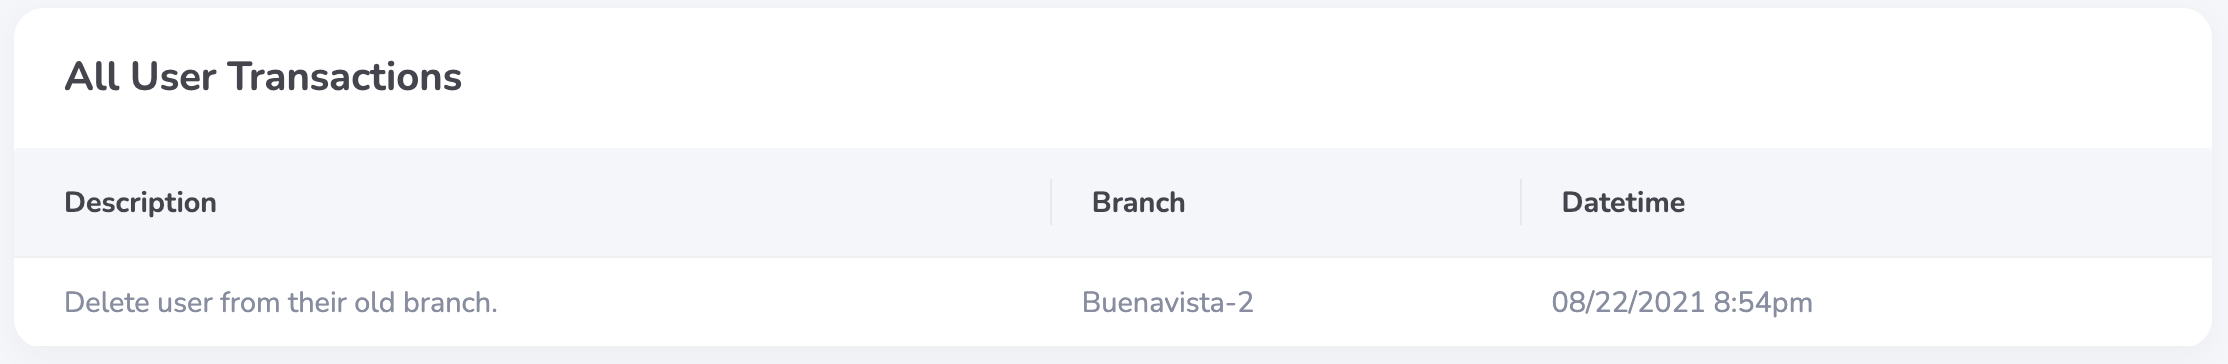 All User Transactions
Description Branch Datetime
Delete user from their old branch. Buenavista-2 08/22/2021 8:54pm